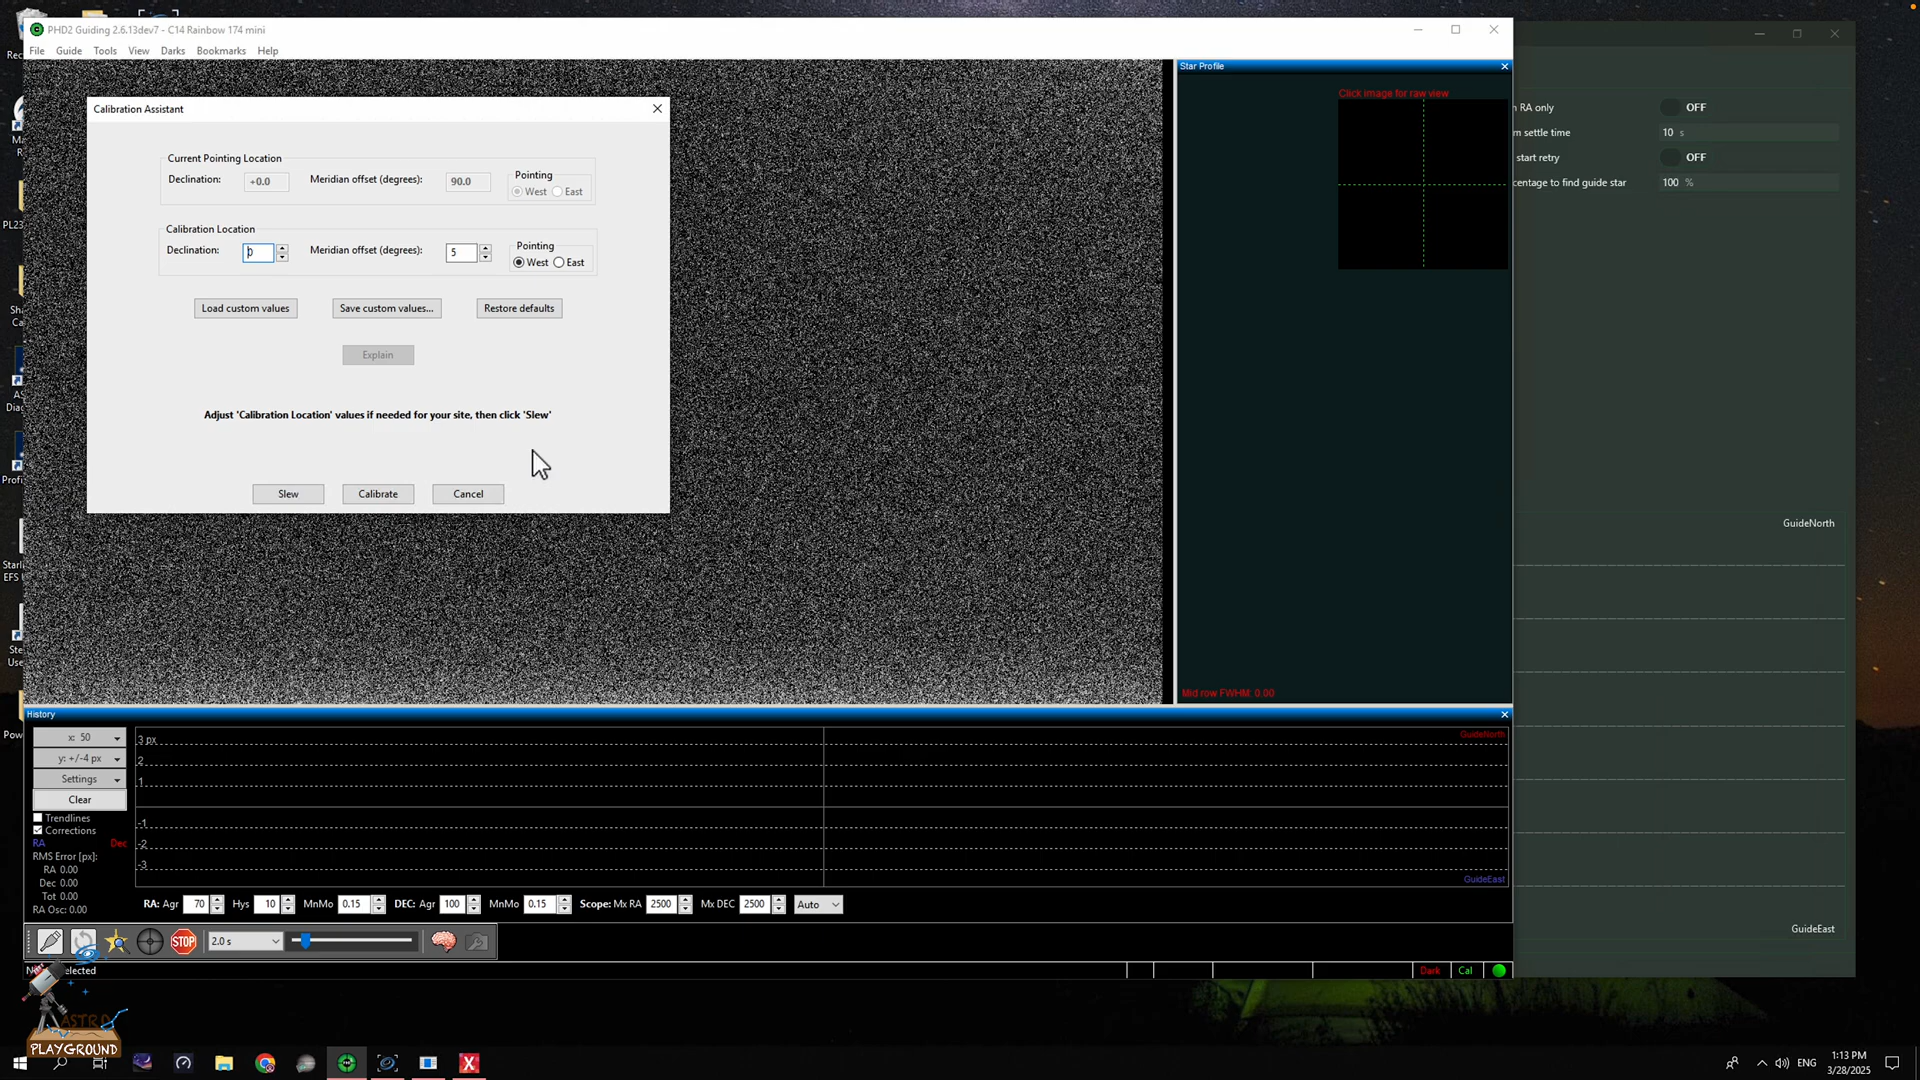 PHD2 Guiding 2.6.13dev7 - C14 Rainbow 174 mini
File Guide Tools View Darks Bookmarks Help
Calibration Assistant
Current Pointing Location
Declination: +0.0 Meridian offset (degrees): 90.0
Pointing
West East
Calibration Location
Declination: 0 Meridian offset (degrees): 5
Pointing
West East
Load custom values Save custom values... Restore defaults
Explain
Adjust 'Calibration Location' values if needed for your site, then click 'Slew'
Slew Calibrate Cancel
Star Profile
Click image for raw view
Mid row FWHM: 0.00
RA only OFF
settle time 10 s
start retry OFF
centage to find guide star 100 %
GuideNorth
GuideEast
History
x: 50
y: +/-4 px
Settings
Clear
Trendlines
Corrections
RA Dec
RMS Error [px]:
RA 0.00
Dec 0.00
Tot 0.00
RA Osc: 0.00
3 px
2
1
-1
-2
-3
GuideNorth
GuideEast
RA: Agr 70 Hys 10 MnMo 0.15 DEC: Agr 100 MnMo 0.15 Scope: Mx RA 2500 Mx DEC 2500 Auto
STOP 2.0 s
elected
Dark Cal
ASTRO
PLAYGROUND
ENG
1:13 PM
3/28/2025